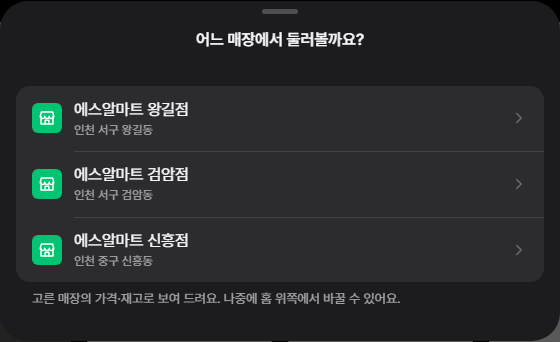 어느 매장에서 둘러볼까요?
에스알마트 왕길점
인천 서구 왕길동
에스알마트 검암점
인천 서구 검암동
에스알마트 신흥점
인천 중구 신흥동
고른 매장의 가격·재고로 보여 드려요. 나중에 홈 위쪽에서 바꿀 수 있어요.